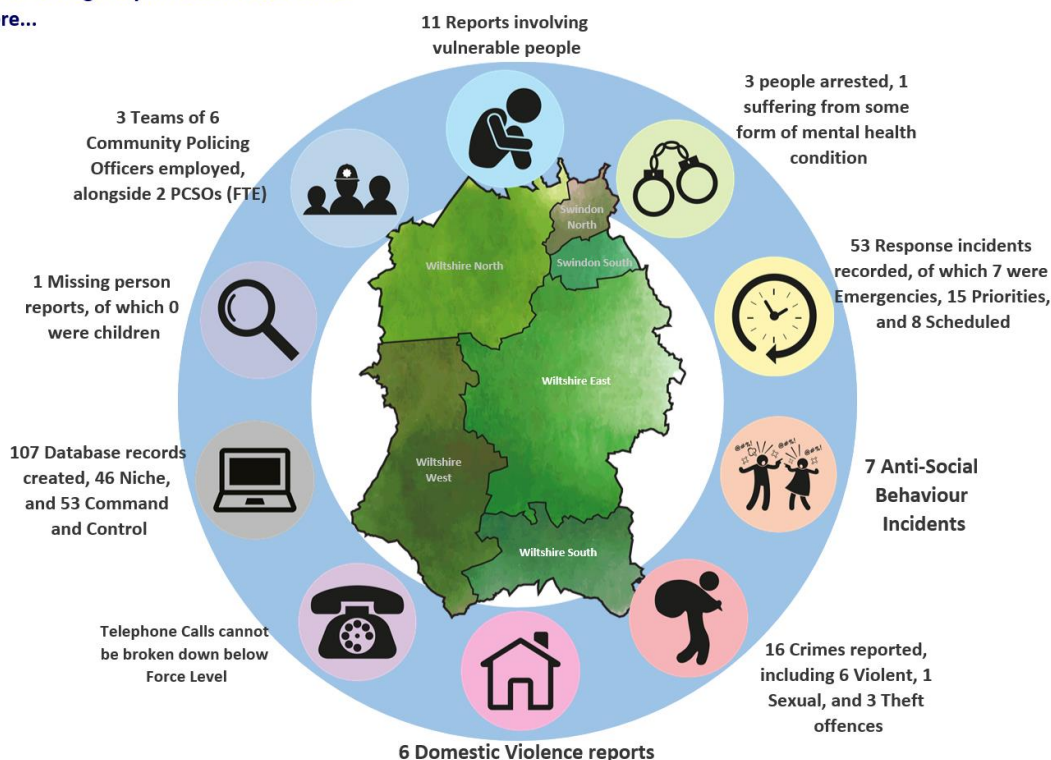 re...
11 Reports involving
vulnerable people
3 people arrested, 1
suffering from some
form of mental health
condition
3 Teams of 6
Community Policing
Officers employed,
alongside 2 PCSOs (FTE)
53 Response incidents
recorded, of which 7 were
Emergencies, 15 Priorities,
and 8 Scheduled
1 Missing person
reports, of which 0
were children
Swindon
North
Swindon South
Wiltshire North
Wiltshire East
Wiltshire
West
Wiltshire South
107 Database records
created, 46 Niche,
and 53 Command
and Control
@#%!
@#%!
@#%!
7 Anti-Social
Behaviour
Incidents
Telephone Calls cannot
be broken down below
Force Level
16 Crimes reported,
including 6 Violent, 1
Sexual, and 3 Theft
offences
6 Domestic Violence reports